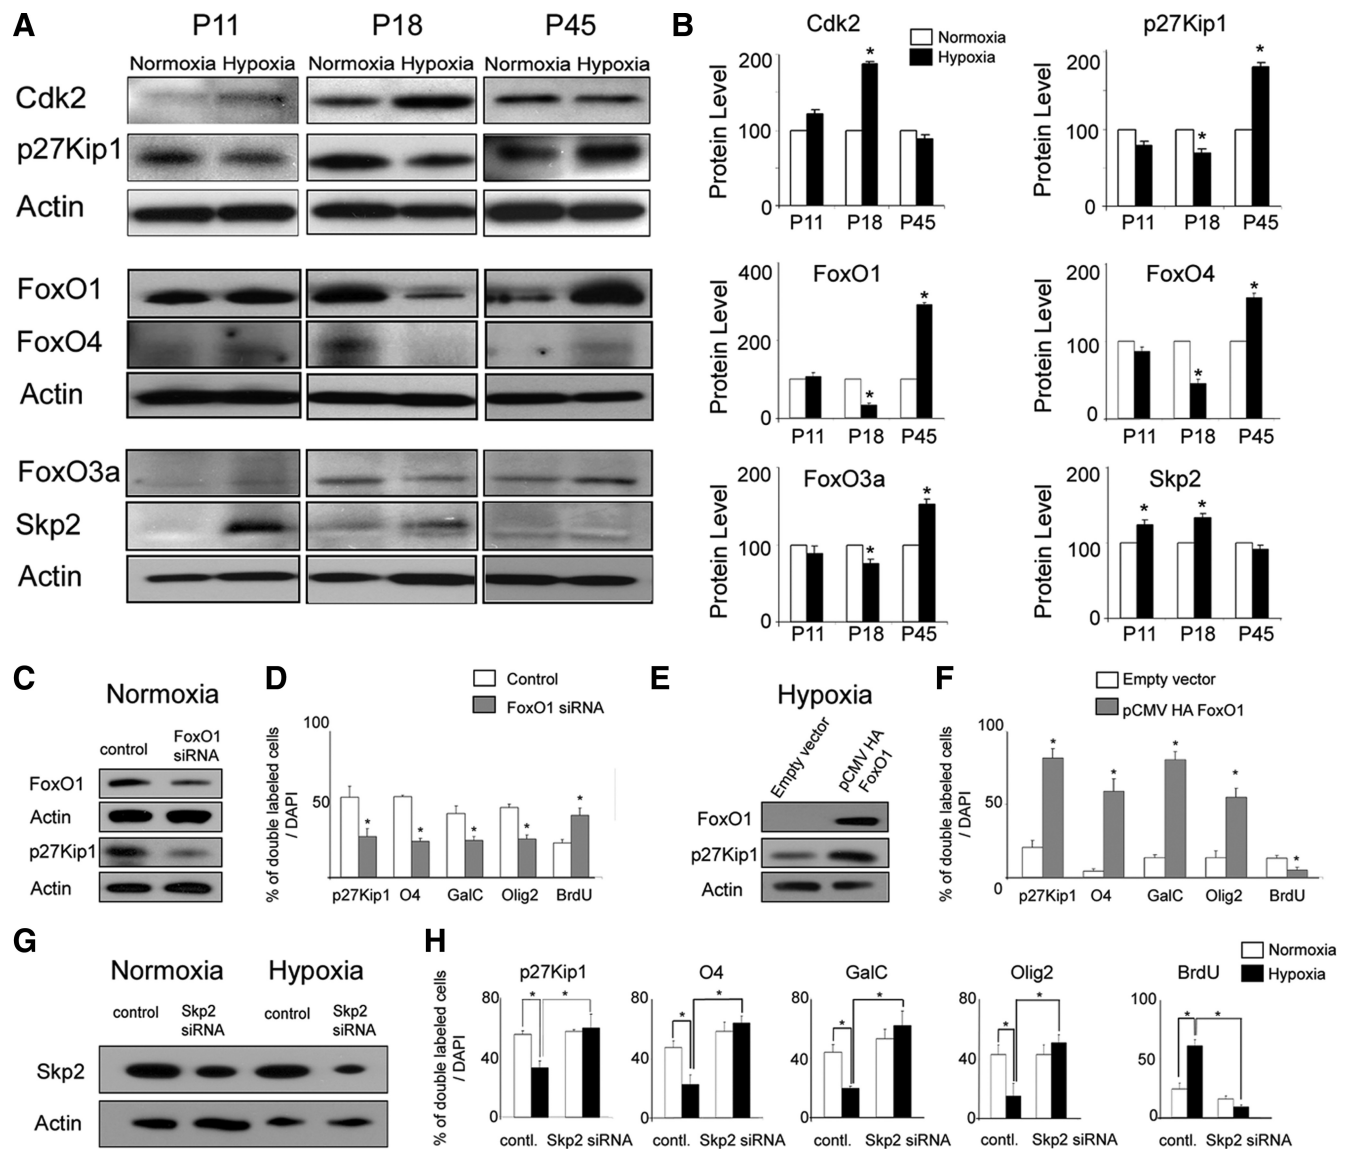 A
P11 P18 P45
Normoxia Hypoxia Normoxia Hypoxia Normoxia Hypoxia
Cdk2
p27Kip1
Actin
FoxO1
FoxO4
Actin
FoxO3a
Skp2
Actin
B
Normoxia
Hypoxia
Cdk2
Protein Level
200
*
100
0
P11 P18 P45
p27Kip1
Protein Level
200
*
100
*
0
P11 P18 P45
FoxO1
Protein Level
400
*
200
*
0
P11 P18 P45
FoxO4
Protein Level
200
*
100
*
0
P11 P18 P45
FoxO3a
Protein Level
200
*
100
*
0
P11 P18 P45
Skp2
Protein Level
200
* *
100
0
P11 P18 P45
C
Normoxia
control FoxO1
siRNA
FoxO1
Actin
p27Kip1
Actin
D
Control
FoxO1 siRNA
% of double labeled cells
/ DAPI
100
50
* * * * *
p27Kip1 O4 GalC Olig2 BrdU
E
Hypoxia
Empty vector
pCMV HA
FoxO1
FoxO1
p27Kip1
Actin
F
Empty vector
pCMV HA FoxO1
% of double labeled cells
/ DAPI
100
50
0
* * * * *
p27Kip1 O4 GalC Olig2 BrdU
G
Normoxia Hypoxia
control Skp2
siRNA
control Skp2
siRNA
Skp2
Actin
H
Normoxia
Hypoxia
% of double labeled cells
/ DAPI
p27Kip1
80
40
0
* *
contl. Skp2 siRNA
O4
80
40
0
* *
contl. Skp2 siRNA
GalC
80
40
0
* *
contl. Skp2 siRNA
Olig2
80
40
0
* *
contl. Skp2 siRNA
BrdU
100
50
0
* *
contl. Skp2 siRNA